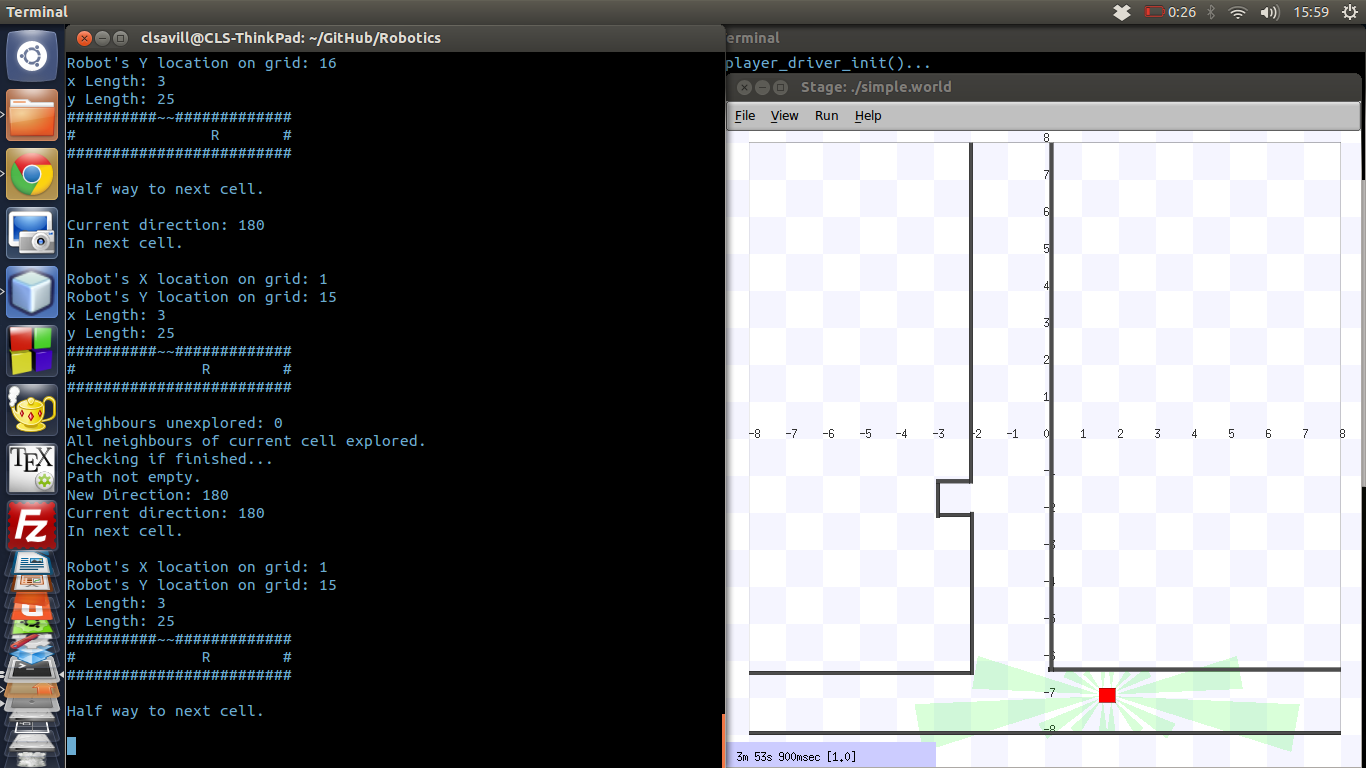 Terminal
0:26
15:59
clsavill@CLS-ThinkPad: ~/GitHub/Robotics
Robot's Y location on grid: 16
x Length: 3
y Length: 25
##########~~#############
#               R       #
#########################
Half way to next cell.
Current direction: 180
In next cell.
Robot's X location on grid: 1
Robot's Y location on grid: 15
x Length: 3
y Length: 25
##########~~#############
#              R        #
#########################
Neighbours unexplored: 0
All neighbours of current cell explored.
Checking if finished...
Path not empty.
New Direction: 180
Current direction: 180
In next cell.
Robot's X location on grid: 1
Robot's Y location on grid: 15
x Length: 3
y Length: 25
##########~~#############
#              R        #
#########################
Half way to next cell.
TEX
Fz
erminal
player_driver_init()...
Stage: ./simple.world
File View Run Help
8
7
6
5
4
3
2
1
-8 -7 -6 -5 -4 -3 -2 -1 0 1 2 3 4 5 6 7 8
-2
-3
-4
-5
-6
-7
-8
3m 53s 900msec [1.0]